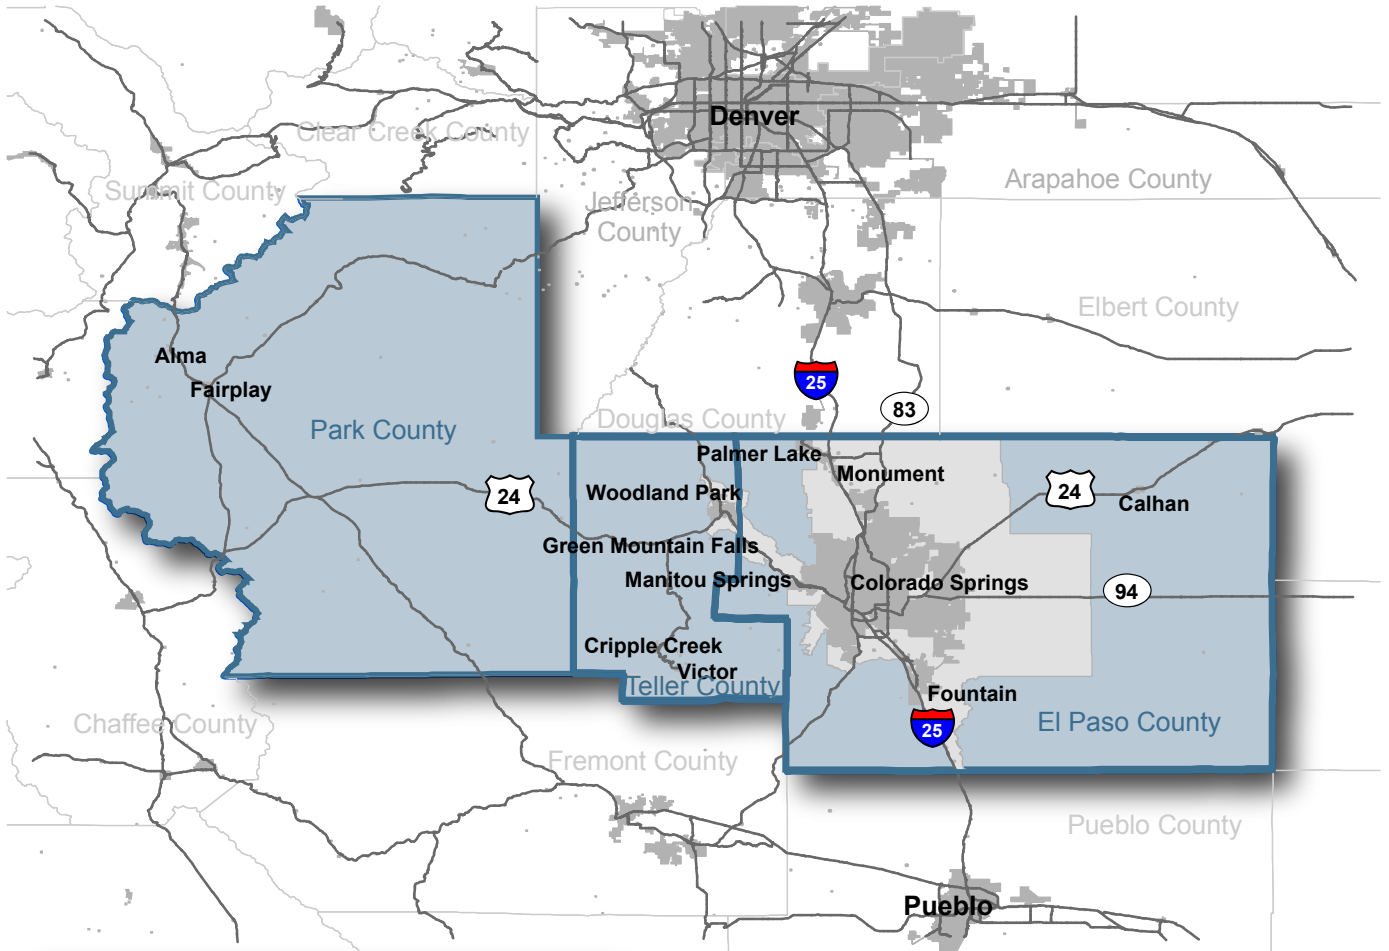 Denver
Clear Creek County
Summit County
Arapahoe County
Jefferson
County
Elbert County
Alma
25
Fairplay
83
Douglas County
Park County
Palmer Lake
Monument
24
Woodland Park
24
Calhan
Green Mountain Falls
Manitou Springs
Colorado Springs
94
Cripple Creek
Victor
Teller County
Fountain
Chaffee County
25
El Paso County
Fremont County
Pueblo County
Pueblo